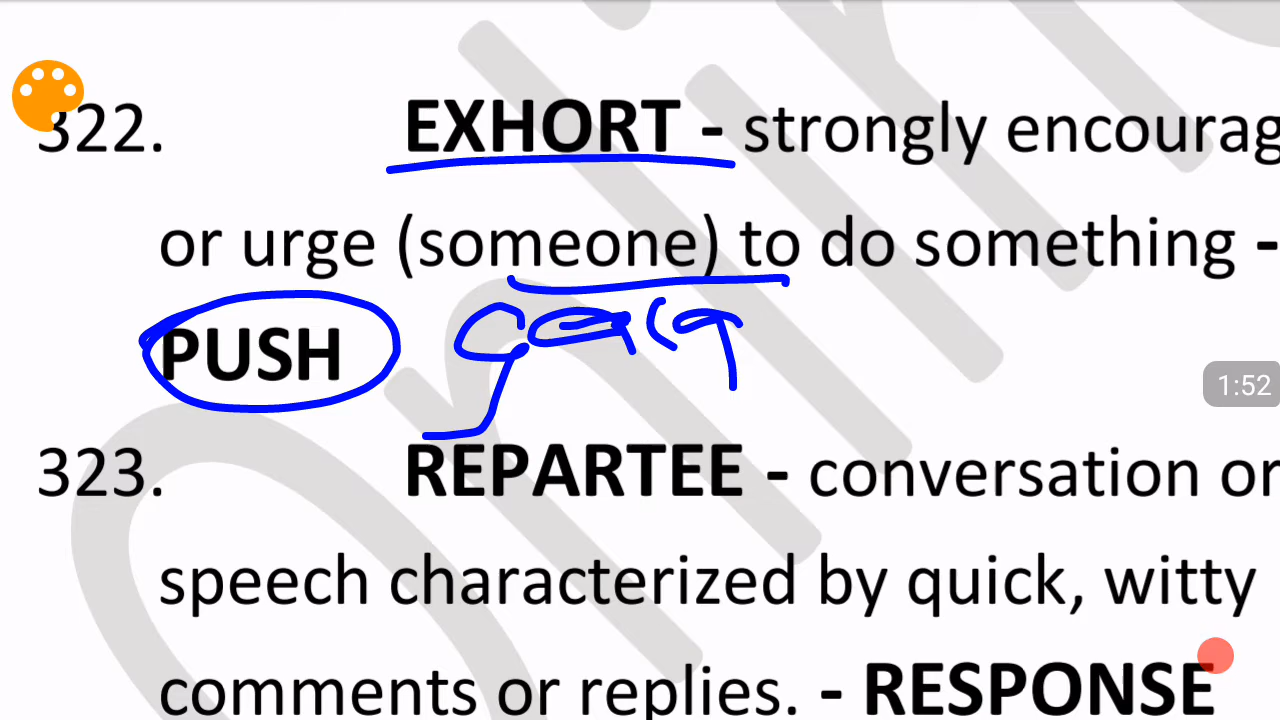 322. EXHORT - strongly encourag
or urge (someone) to do something -
PUSH
1:52
323. REPARTEE - conversation or
speech characterized by quick, witty
comments or replies. - RESPONSE